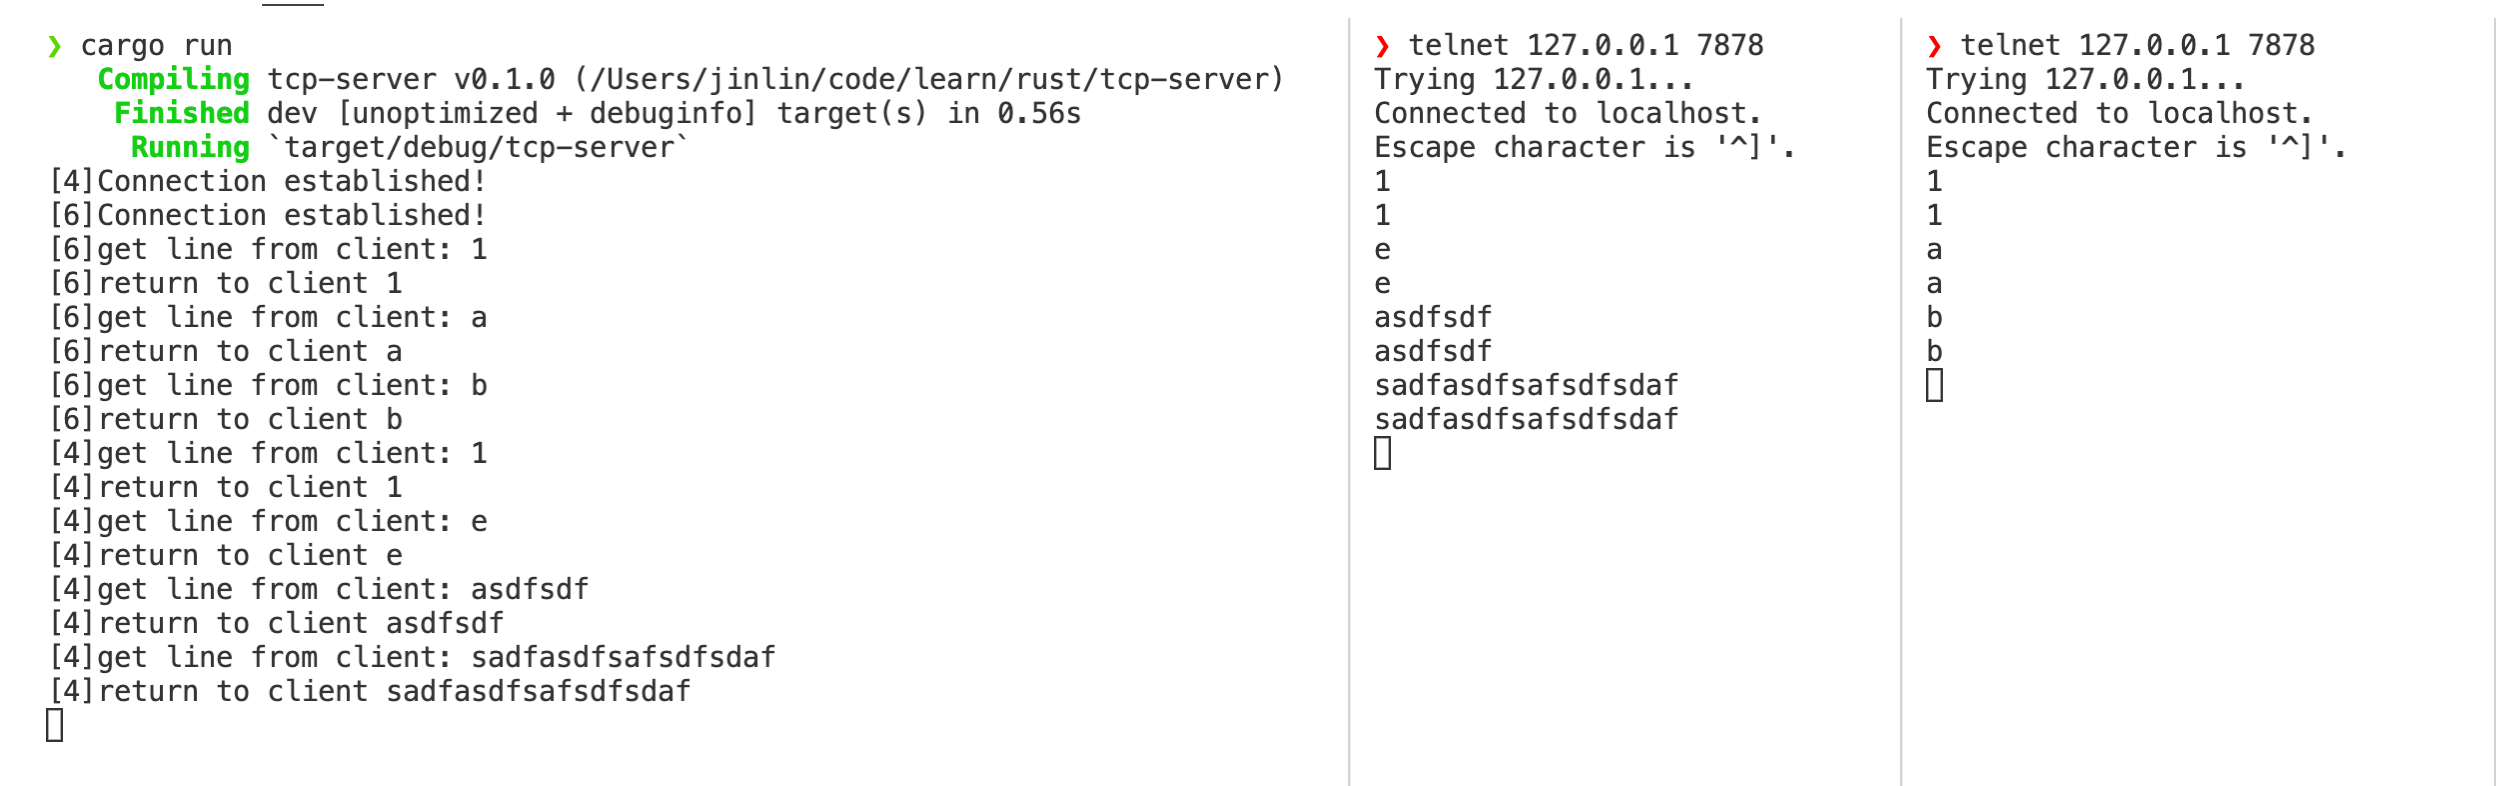 ❯ cargo run
   Compiling tcp-server v0.1.0 (/Users/jinlin/code/learn/rust/tcp-server)
    Finished dev [unoptimized + debuginfo] target(s) in 0.56s
     Running `target/debug/tcp-server`
[4]Connection established!
[6]Connection established!
[6]get line from client: 1
[6]return to client 1
[6]get line from client: a
[6]return to client a
[6]get line from client: b
[6]return to client b
[4]get line from client: 1
[4]return to client 1
[4]get line from client: e
[4]return to client e
[4]get line from client: asdfsdf
[4]return to client asdfsdf
[4]get line from client: sadfasdfsafsdfsdaf
[4]return to client sadfasdfsafsdfsdaf
❯ telnet 127.0.0.1 7878
Trying 127.0.0.1...
Connected to localhost.
Escape character is '^]'.
1
1
e
e
asdfsdf
asdfsdf
sadfasdfsafsdfsdaf
sadfasdfsafsdfsdaf
❯ telnet 127.0.0.1 7878
Trying 127.0.0.1...
Connected to localhost.
Escape character is '^]'.
1
1
a
a
b
b